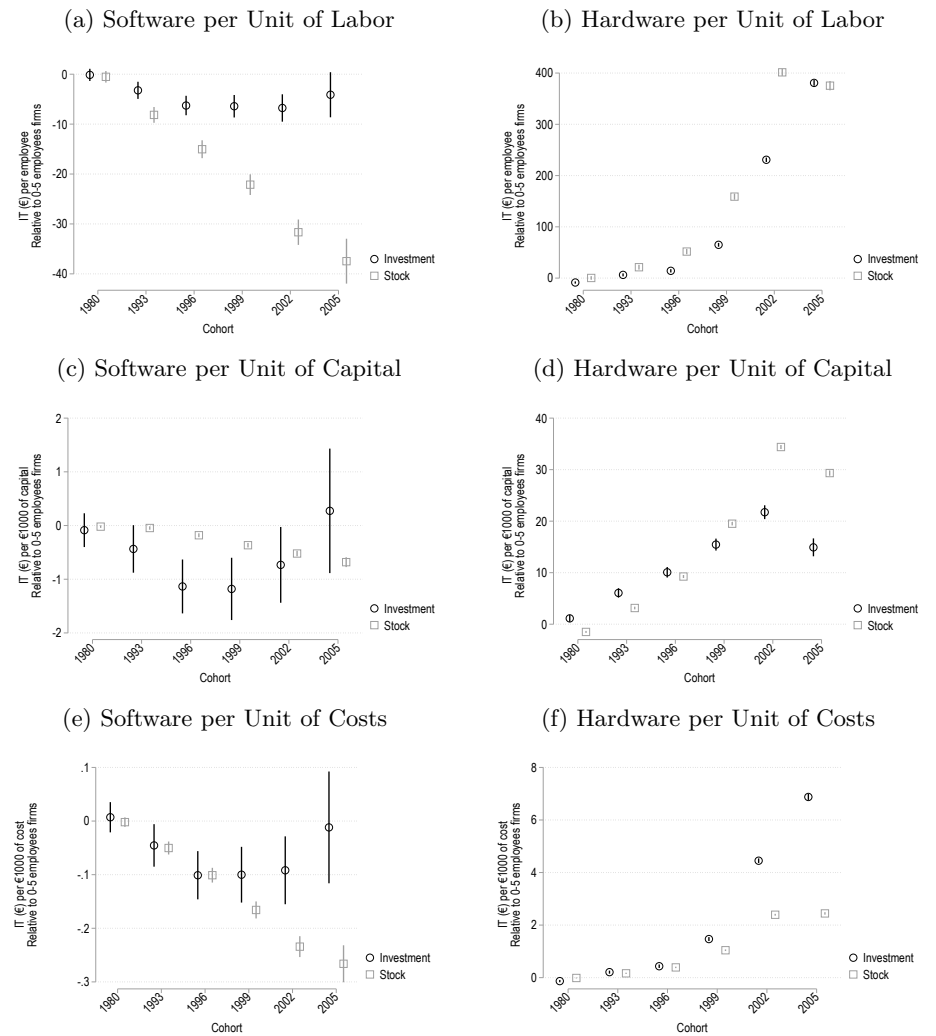 (a) Software per Unit of Labor
(b) Hardware per Unit of Labor
IT (€) per employee
Relative to 0-5 employees firms
0
-10
-20
-30
-40
1980
1993
1996
1999
2002
2005
Cohort
Investment
Stock
IT (€) per employee
Relative to 0-5 employees firms
400
300
200
100
0
1980
1993
1996
1999
2002
2005
Cohort
Investment
Stock
(c) Software per Unit of Capital
(d) Hardware per Unit of Capital
IT (€) per €1000 of capital
Relative to 0-5 employees firms
2
1
0
-1
-2
1980
1993
1996
1999
2002
2005
Cohort
Investment
Stock
IT (€) per €1000 of capital
Relative to 0-5 employees firms
40
30
20
10
0
1980
1993
1996
1999
2002
2005
Cohort
Investment
Stock
(e) Software per Unit of Costs
(f) Hardware per Unit of Costs
IT (€) per €1000 of cost
Relative to 0-5 employees firms
.1
0
-.1
-.2
-.3
1980
1993
1996
1999
2002
2005
Cohort
Investment
Stock
IT (€) per €1000 of cost
Relative to 0-5 employees firms
8
6
4
2
0
1980
1993
1996
1999
2002
2005
Cohort
Investment
Stock